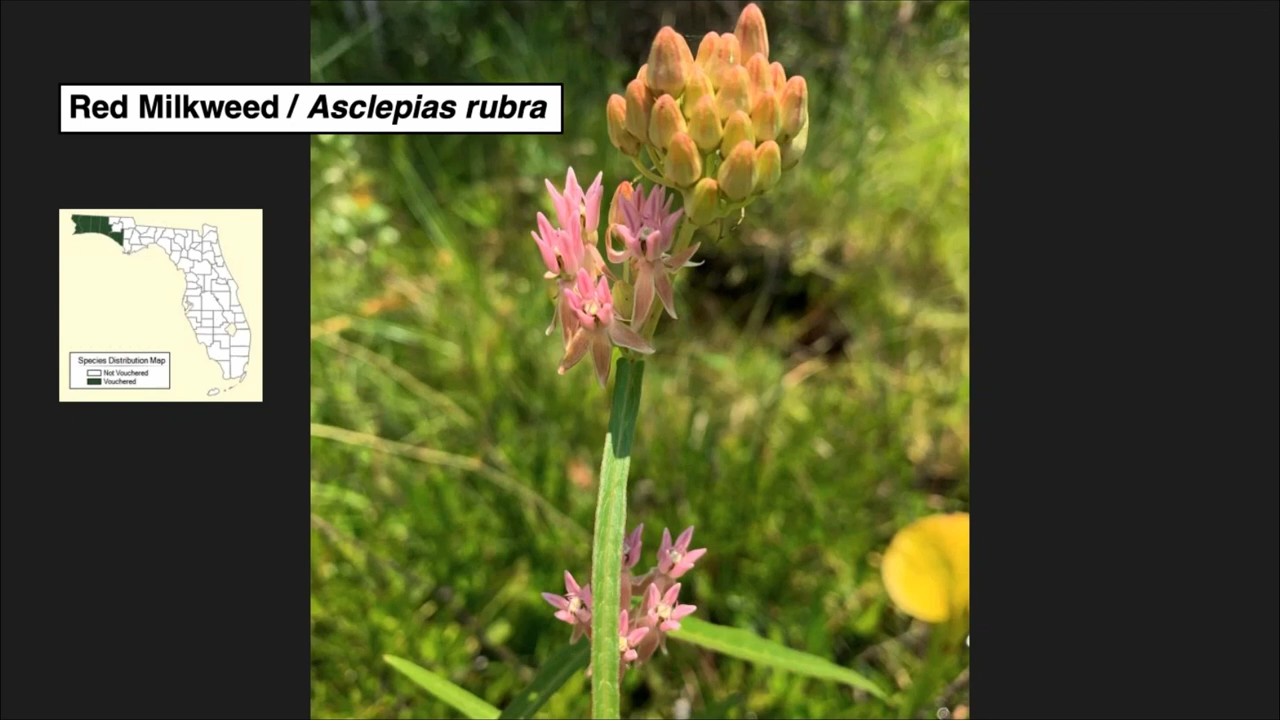 Red Milkweed / Asclepias rubra
Species Distribution Map
Not Vouchered
Vouchered